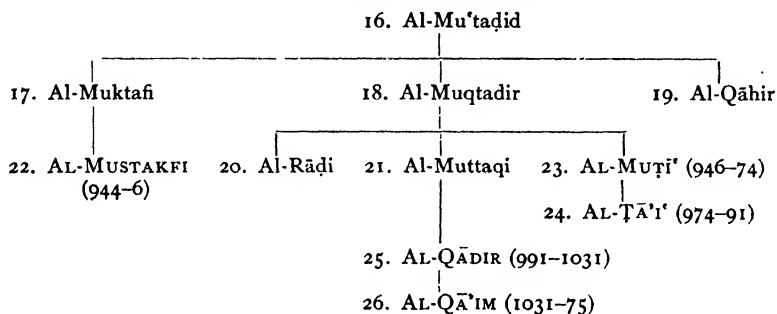 16. Al-Mu‘taḍid
17. Al-Muktafi 18. Al-Muqtadir 19. Al-Qāhir
22. AL-MUSTAKFI 20. Al-Rāḍi 21. Al-Muttaqi 23. AL-MUṬĪ‘ (946–74)
(944–6)
24. AL-ṬĀ’I‘ (974–91)
25. AL-QĀDIR (991–1031)
26. AL-QĀ’IM (1031–75)